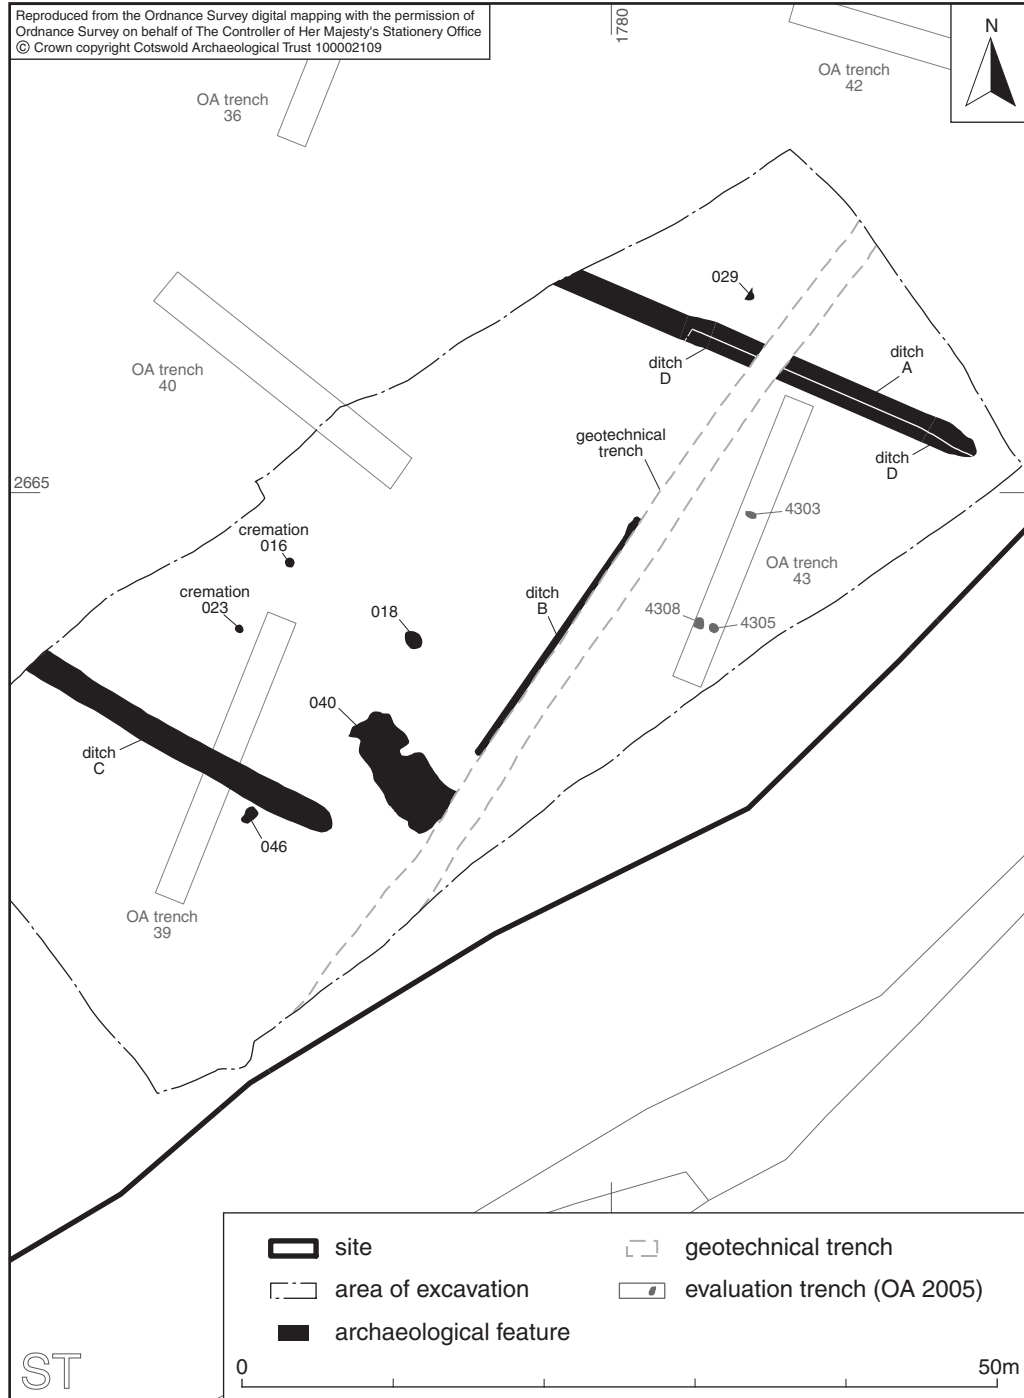 Reproduced from the Ordnance Survey digital mapping with the permission of
Ordnance Survey on behalf of The Controller of Her Majesty's Stationery Office
© Crown copyright Cotswold Archaeological Trust 100002109
1780
N
OA trench
42
OA trench
36
029
OA trench
40
ditch
D
ditch
A
geotechnical
trench
ditch
D
2665
4303
cremation
016
OA trench
43
cremation
023
ditch
B
018
4308
4305
040
ditch
C
046
OA trench
39
site
geotechnical trench
area of excavation
evaluation trench (OA 2005)
archaeological feature
ST
0
50m